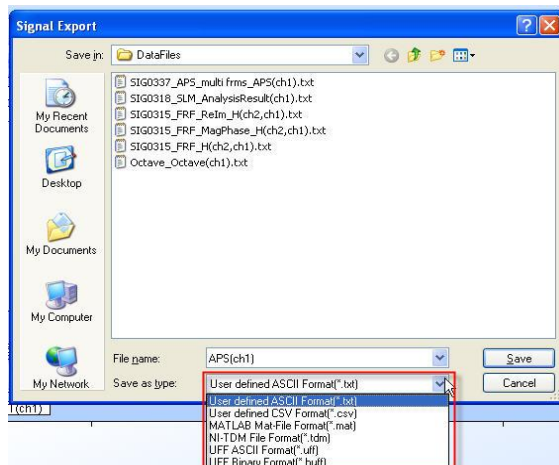 Signal Export
Save in: DataFiles
SIG0337_APS_multi frms_APS(ch1).txt
SIG0318_SLM_AnalysisResult(ch1).txt
SIG0315_FRF_ReIm_H(ch2,ch1).txt
SIG0315_FRF_MagPhase_H(ch2,ch1).txt
SIG0315_FRF_H(ch2,ch1).txt
Octave_Octave(ch1).txt
My Recent
Documents
Desktop
My Documents
My Computer
My Network
File name: APS(ch1) Save
Save as type: User defined ASCII Format(*.txt) Cancel
User defined ASCII Format(*.txt)
User defined CSV Format(*.csv)
MATLAB Mat-File Format(*.mat)
NI-TDM File Format(*.tdm)
UFF ASCII Format(*.uff)
UFF Binary Format(*.buff)
(ch1)